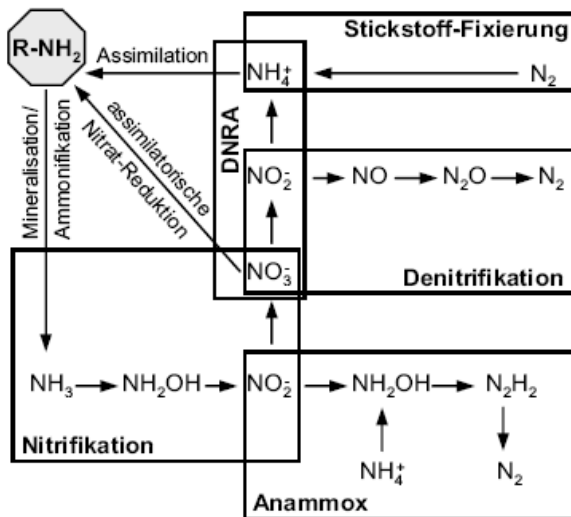 Stickstoff-Fixierung
R-NH₂
Assimilation
NH₄⁺
N₂
Mineralisation/
Ammonifikation
assimilatorische
Nitrat-Reduktion
DNRA
NO₂⁻
NO
N₂O
N₂
NO₃⁻
Denitrifikation
NH₃
NH₂OH
NO₂⁻
NH₂OH
N₂H₂
Nitrifikation
NH₄⁺
N₂
Anammox